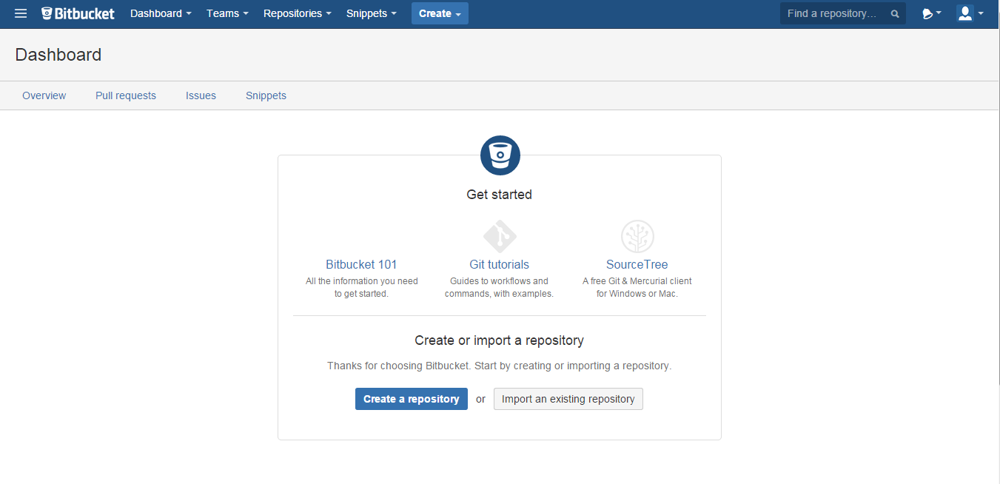 Bitbucket Dashboard Teams Repositories Snippets Create Find a repository...
Dashboard
Overview Pull requests Issues Snippets
Get started
Bitbucket 101 Git tutorials SourceTree
All the information you need Guides to workflows and A free Git & Mercurial client
to get started. commands, with examples. for Windows or Mac.
Create or import a repository
Thanks for choosing Bitbucket. Start by creating or importing a repository.
Create a repository or Import an existing repository